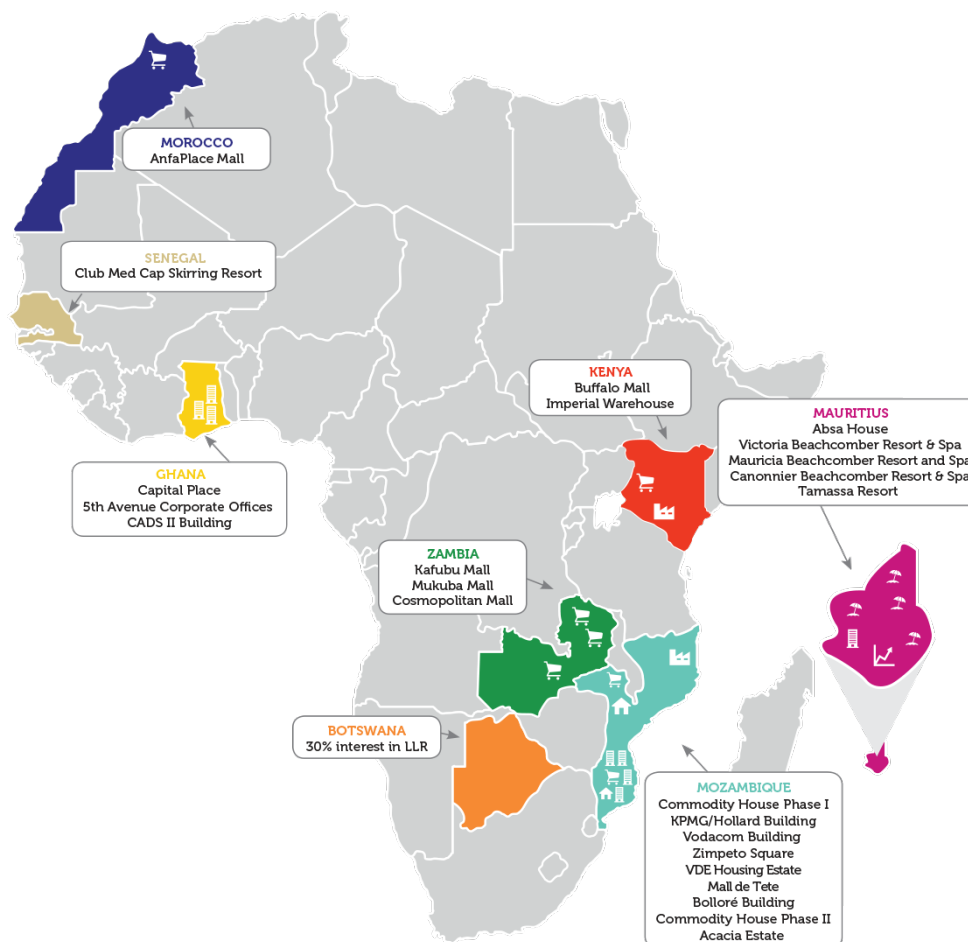 MOROCCO
AnfaPlace Mall
SENEGAL
Club Med Cap Skirring Resort
KENYA
Buffalo Mall
Imperial Warehouse
MAURITIUS
Absa House
Victoria Beachcomber Resort & Spa
Mauricia Beachcomber Resort and Spa
Canonnier Beachcomber Resort & Spa
Tamassa Resort
GHANA
Capital Place
5th Avenue Corporate Offices
CADS II Building
ZAMBIA
Kafubu Mall
Mukuba Mall
Cosmopolitan Mall
BOTSWANA
30% interest in LLR
MOZAMBIQUE
Commodity House Phase I
KPMG/Hollard Building
Vodacom Building
Zimpeto Square
VDE Housing Estate
Mall de Tete
Bolloré Building
Commodity House Phase II
Acacia Estate